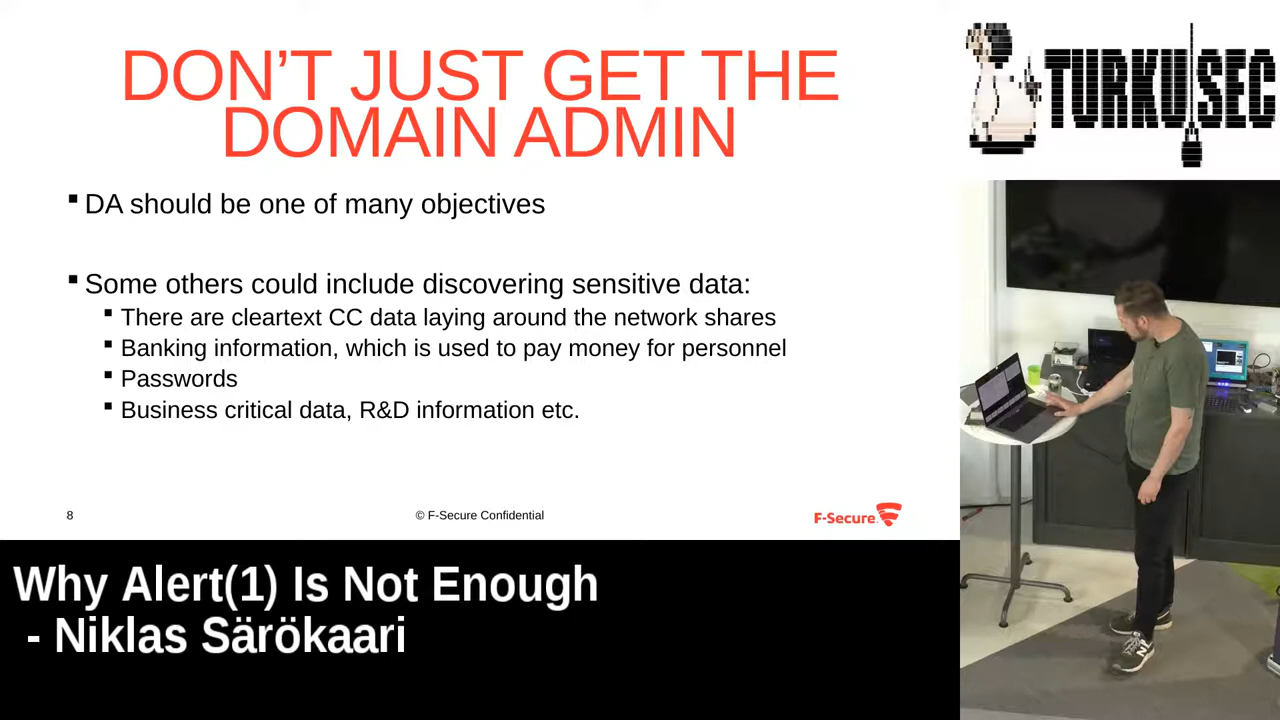 DON'T JUST GET THE
DOMAIN ADMIN
▪ DA should be one of many objectives
▪ Some others could include discovering sensitive data:
▪ There are cleartext CC data laying around the network shares
▪ Banking information, which is used to pay money for personnel
▪ Passwords
▪ Business critical data, R&D information etc.
8
© F-Secure Confidential
F-Secure.
TURKU SEC
Why Alert(1) Is Not Enough
- Niklas Särökaari